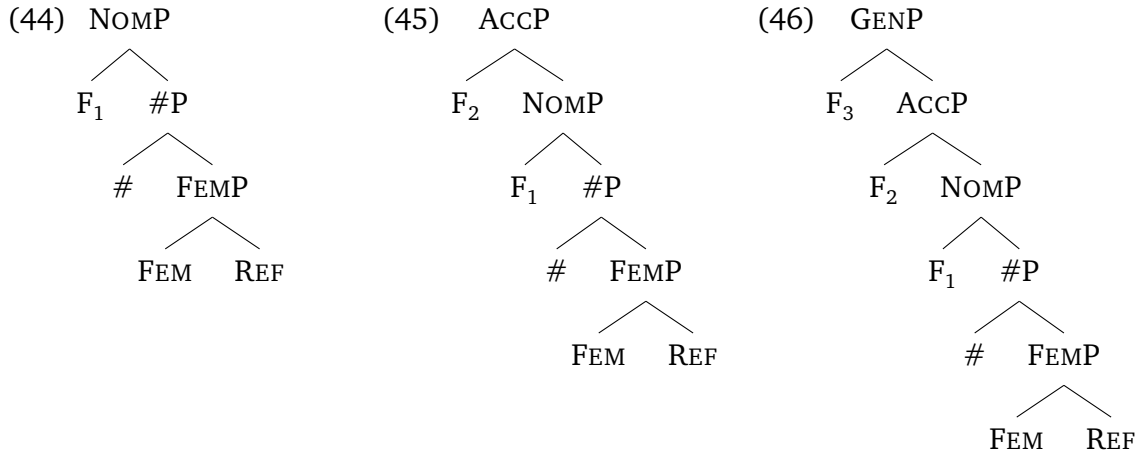 (44) NOMP (45) ACCP (46) GENP
F₁ #P F₂ NOMP F₃ ACCP
# FEMP F₁ #P F₂ NOMP
FEM REF # FEMP F₁ #P
FEM REF # FEMP
FEM REF